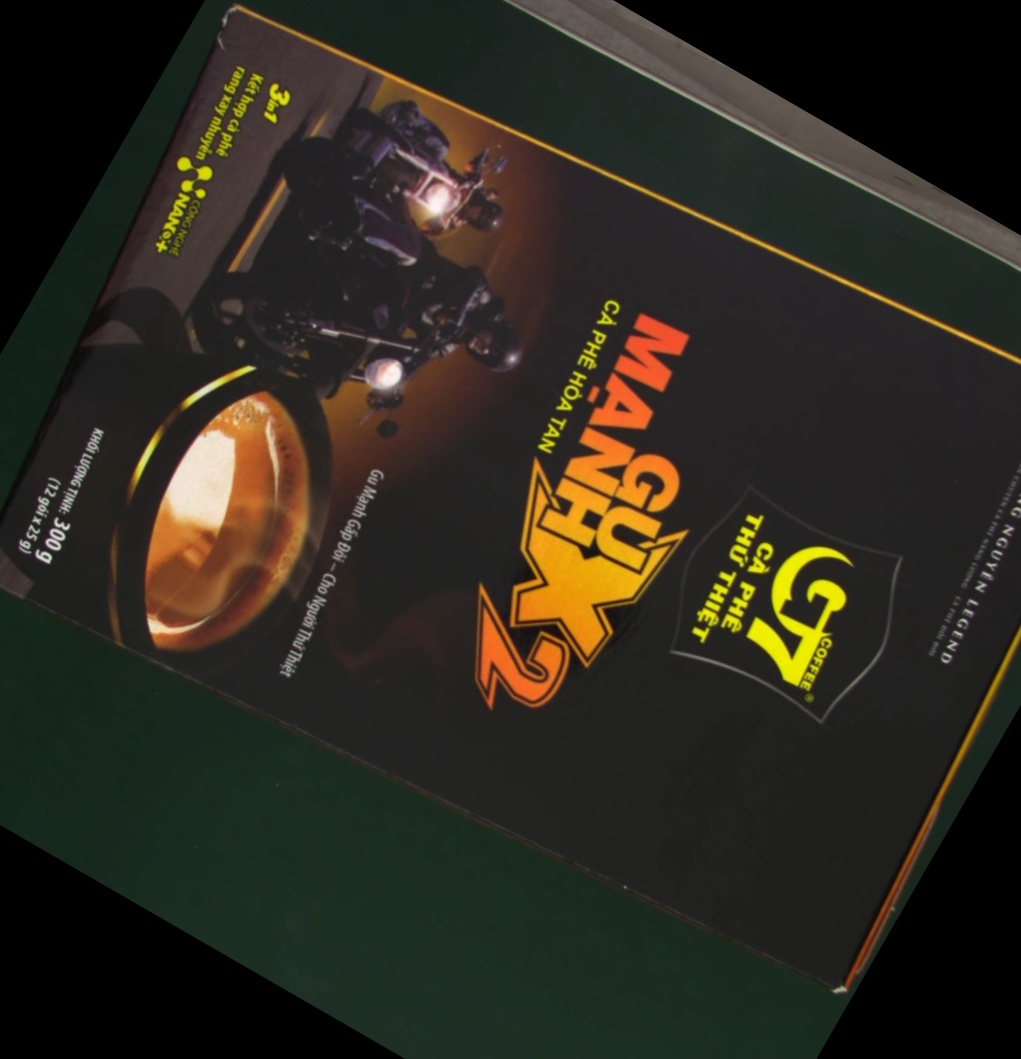 NG NGUYÊN LEGEND
G7
COFFEE®
CÀ PHÊ
THỨ THIỆT
GU
MẠNH X2
CÀ PHÊ HÒA TAN
Gu Mạnh Gấp Đôi – Cho Người Thứ Thiệt
3in1
Kết hợp cà phê
rang xay nhuyễn
CÔNG NGHỆ
NANO+
KHỐI LƯỢNG TỊNH: 300 g
(12 gói x 25 g)